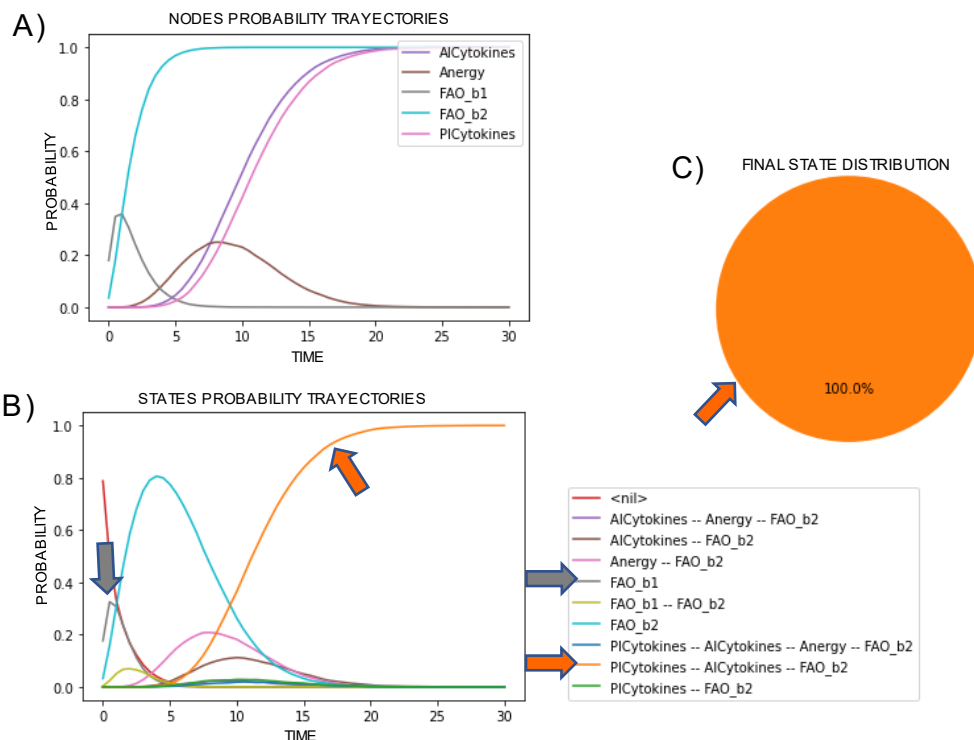 A)
NODES PROBABILITY TRAYECTORIES
PROBABILITY
1.0
0.8
0.6
0.4
0.2
0.0
AICytokines
Anergy
FAO_b1
FAO_b2
PICytokines
0 5 10 15 20 25 30
TIME
C)
FINAL STATE DISTRIBUTION
100.0%
B)
STATES PROBABILITY TRAYECTORIES
PROBABILITY
1.0
0.8
0.6
0.4
0.2
0.0
0 5 10 15 20 25 30
TIME
<nil>
AICytokines -- Anergy -- FAO_b2
AICytokines -- FAO_b2
Anergy -- FAO_b2
FAO_b1
FAO_b1 -- FAO_b2
FAO_b2
PICytokines -- AICytokines -- Anergy -- FAO_b2
PICytokines -- AICytokines -- FAO_b2
PICytokines -- FAO_b2